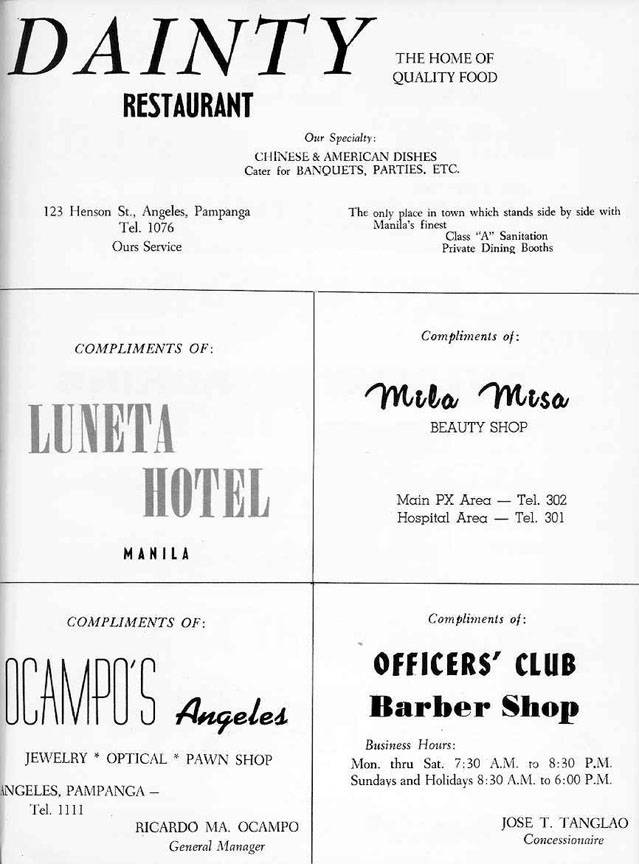 DAINTY
RESTAURANT
THE HOME OF
QUALITY FOOD
Our Specialty:
CHINESE & AMERICAN DISHES
Cater for BANQUETS, PARTIES, ETC.
123 Henson St., Angeles, Pampanga
Tel. 1076
Ours Service
The only place in town which stands side by side with
Manila's finest
Class "A" Sanitation
Private Dining Booths
COMPLIMENTS OF:
LUNETA
HOTEL
MANILA
Compliments of:
Mila Misa
BEAUTY SHOP
Main PX Area — Tel. 302
Hospital Area — Tel. 301
COMPLIMENTS OF:
OCAMPO'S Angeles
JEWELRY * OPTICAL * PAWN SHOP
ANGELES, PAMPANGA —
Tel. 1111
RICARDO MA. OCAMPO
General Manager
Compliments of:
OFFICERS' CLUB
Barber Shop
Business Hours:
Mon. thru Sat. 7:30 A.M. to 8:30 P.M.
Sundays and Holidays 8:30 A.M. to 6:00 P.M.
JOSE T. TANGLAO
Concessionaire